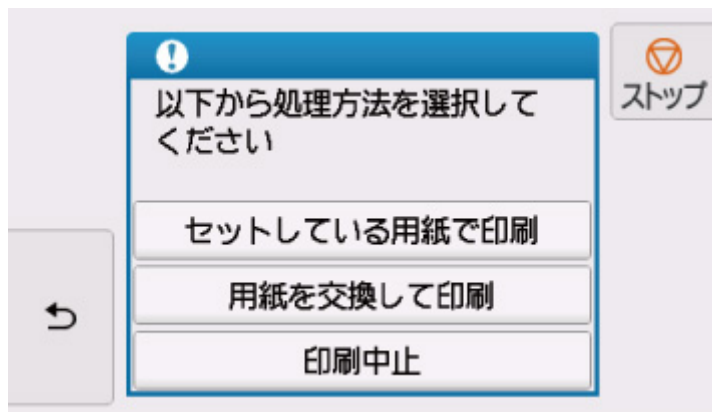 以下から処理方法を選択して
ください
ストップ
セットしている用紙で印刷
用紙を交換して印刷
印刷中止